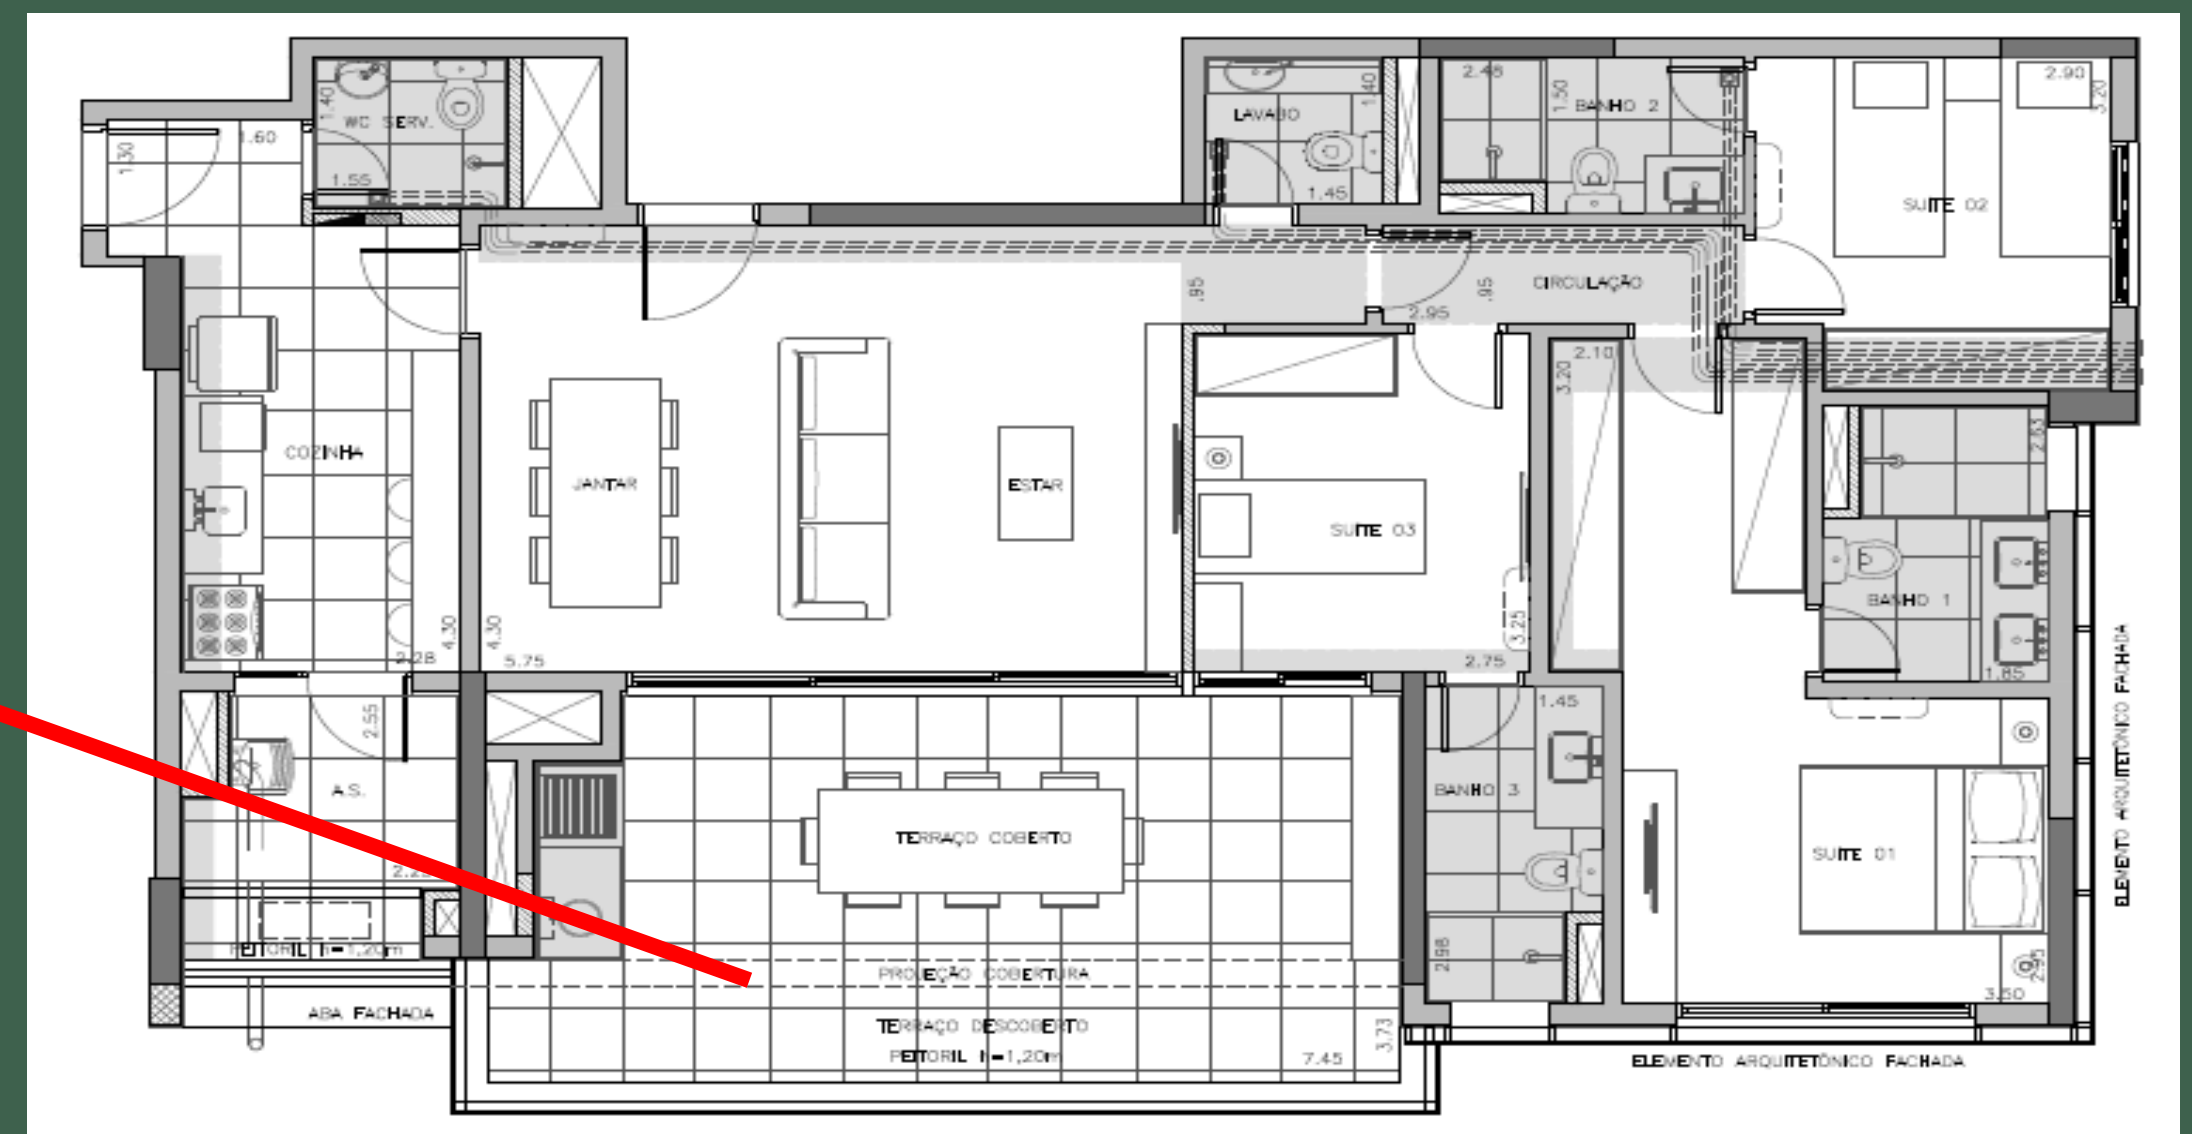 2.48
2.90
3.20
1.40
WC SERV.
1.40
LAVABO
1.50
BANHO 2
1.30
1.60
1.55
1.45
SUITE 02
.95
.95
CIRCULAÇÃO
2.95
2.10
3.20
COZINHA
JANTAR
ESTAR
SUITE 03
2.63
BANHO 1
4.30
4.30
3.25
2.28
5.75
2.75
1.85
1.45
2.55
A.S.
TERRAÇO COBERTO
BANHO 3
SUITE 01
ELEMENTO ARQUITETÔNICO FACHADA
PEITORIL h=1,20m
2.98
2.95
3.50
PROJEÇÃO COBERTURA
ABA FACHADA
TERRAÇO DESCOBERTO
PEITORIL h=1,20m
3.73
7.45
ELEMENTO ARQUITETÔNICO FACHADA